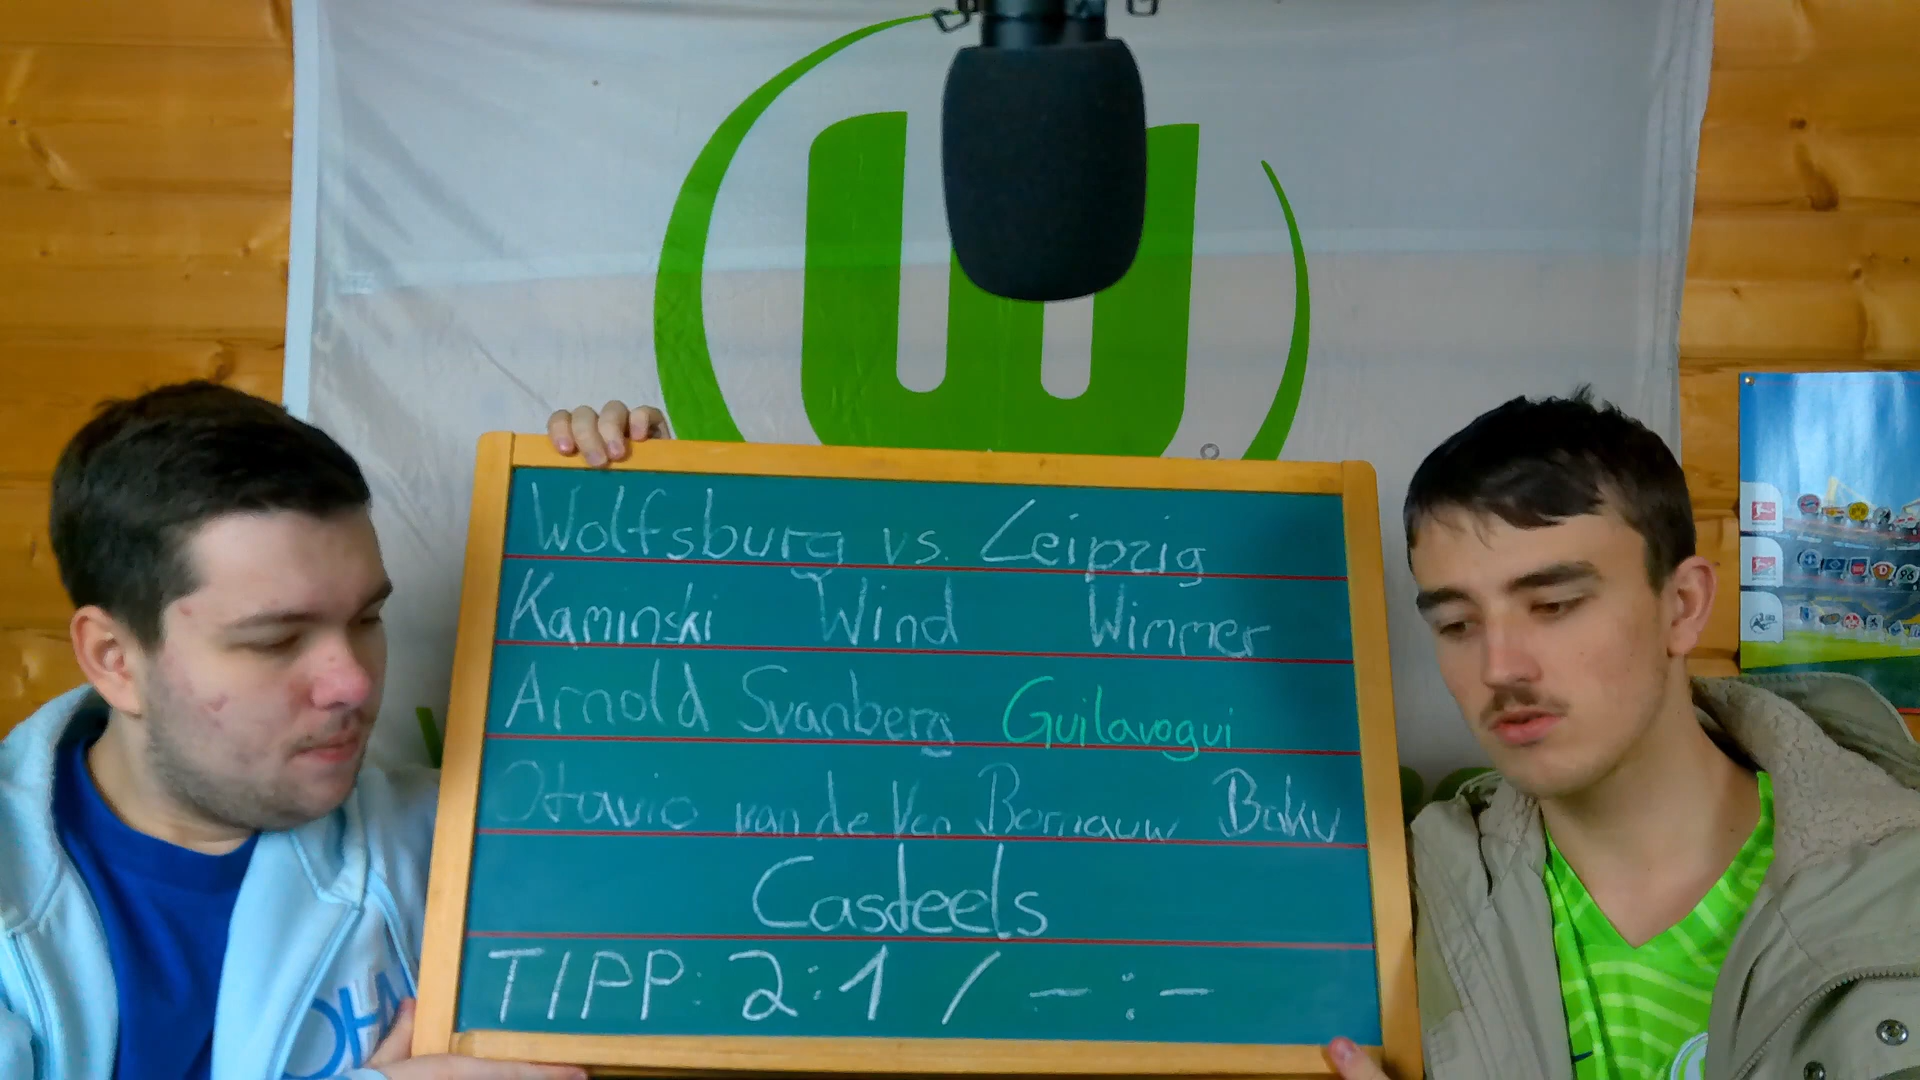 Wolfsburg vs. Leipzig
Kaminski Wind Wimmer
Arnold Svanberg Guilavogui
Otavio van de Ven Bornauw Baku
Casteels
TIPP: 2:1 / -:-
OHA